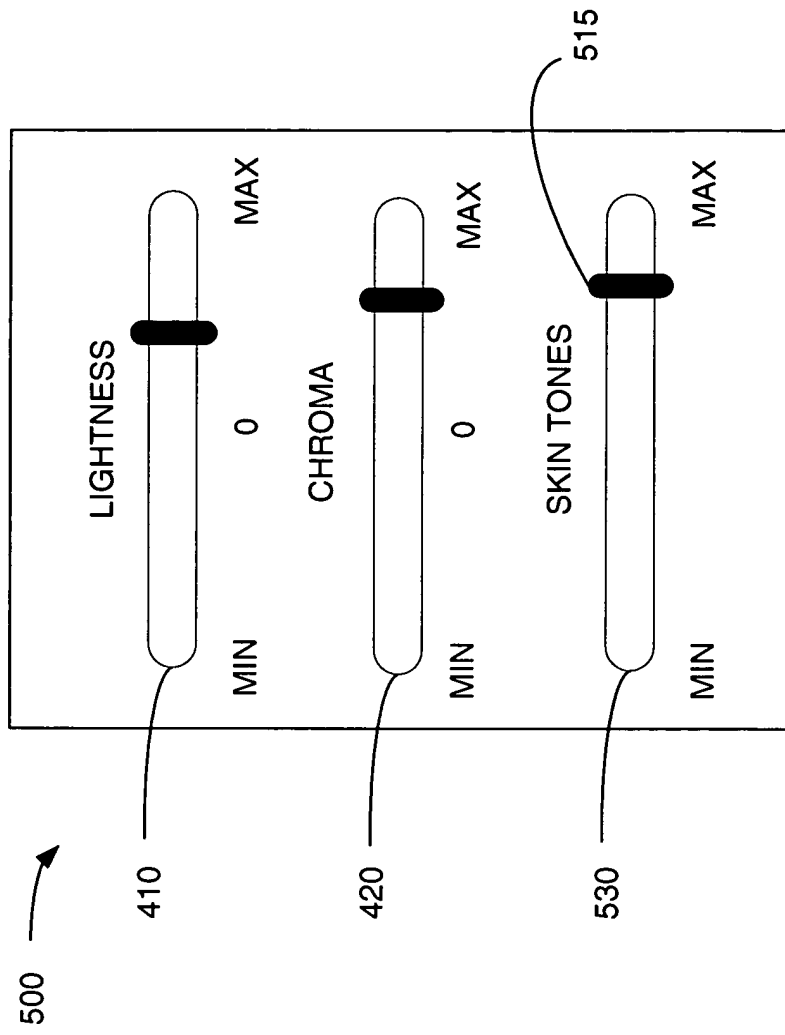 500
410
LIGHTNESS
MIN
0
MAX
420
CHROMA
MIN
0
MAX
530
SKIN TONES
MIN
MAX
515